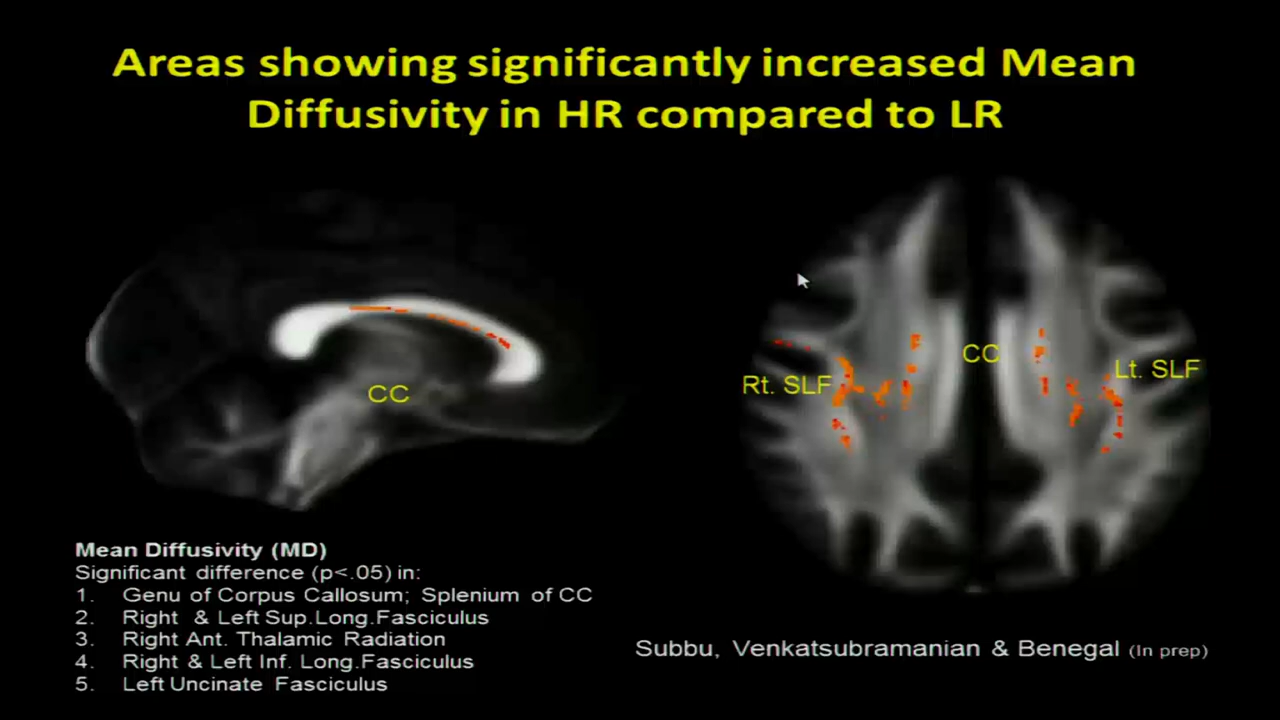 Areas showing significantly increased Mean
Diffusivity in HR compared to LR
CC
CC
Rt. SLF
Lt. SLF
Mean Diffusivity (MD)
Significant difference (p<.05) in:
1. Genu of Corpus Callosum; Splenium of CC
2. Right & Left Sup.Long.Fasciculus
3. Right Ant. Thalamic Radiation
4. Right & Left Inf. Long.Fasciculus
5. Left Uncinate Fasciculus
Subbu, Venkatsubramanian & Benegal (In prep)